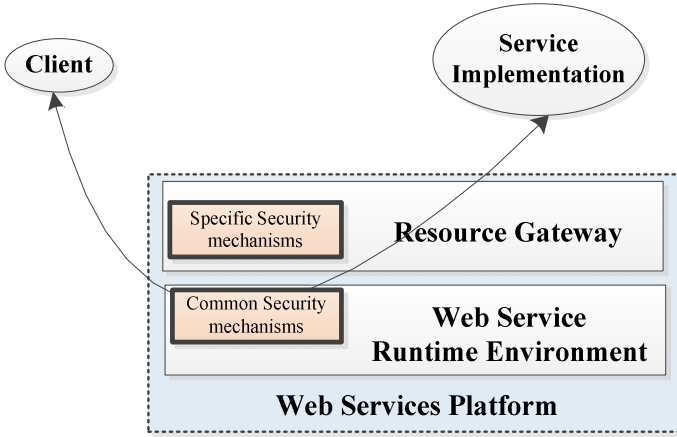 Client
Service
Implementation
Specific Security
mechanisms
Resource Gateway
Common Security
mechanisms
Web Service
Runtime Environment
Web Services Platform